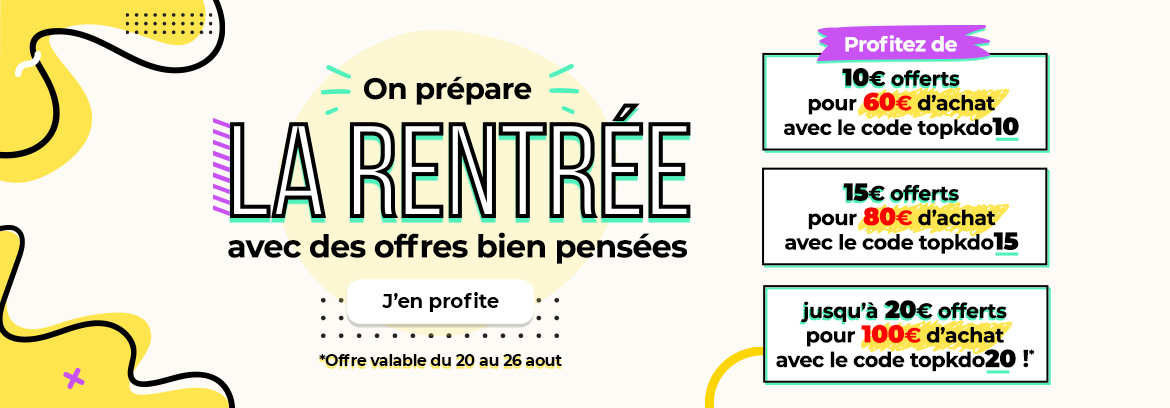 On prépare
LA RENTRÉE
avec des offres bien pensées
J'en profite
*Offre valable du 20 au 26 aout
Profitez de
10€ offerts
pour 60€ d'achat
avec le code topkdo10
15€ offerts
pour 80€ d'achat
avec le code topkdo15
jusqu'à 20€ offerts
pour 100€ d'achat
avec le code topkdo20 !*